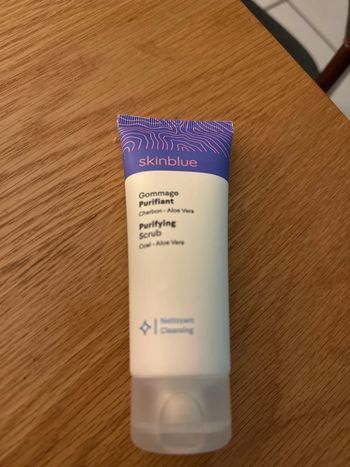 skinblue
Gommage
Purifiant
Charbon - Aloe Vera
Purifying
Scrub
Coal - Aloe Vera
Nettoyant
Cleansing